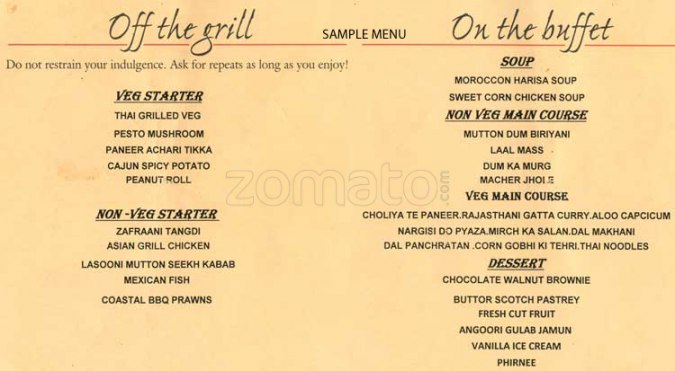 Off the grill
SAMPLE MENU
On the buffet
Do not restrain your indulgence. Ask for repeats as long as you enjoy!
VEG STARTER
THAI GRILLED VEG
PESTO MUSHROOM
PANEER ACHARI TIKKA
CAJUN SPICY POTATO
PEANUT ROLL
NON -VEG STARTER
ZAFRAANI TANGDI
ASIAN GRILL CHICKEN
LASOONI MUTTON SEEKH KABAB
MEXICAN FISH
COASTAL BBQ PRAWNS
SOUP
MOROCCON HARISA SOUP
SWEET CORN CHICKEN SOUP
NON VEG MAIN COURSE
MUTTON DUM BIRIYANI
LAAL MASS
DUM KA MURG
MACHER JHOLE
VEG MAIN COURSE
CHOLIYA TE PANEER.RAJASTHANI GATTA CURRY.ALOO CAPCICUM
NARGISI DO PYAZA.MIRCH KA SALAN.DAL MAKHANI
DAL PANCHRATAN .CORN GOBHI KI TEHRI.THAI NOODLES
DESSERT
CHOCOLATE WALNUT BROWNIE
BUTTOR SCOTCH PASTREY
FRESH CUT FRUIT
ANGOORI GULAB JAMUN
VANILLA ICE CREAM
PHIRNEE
zomato.com